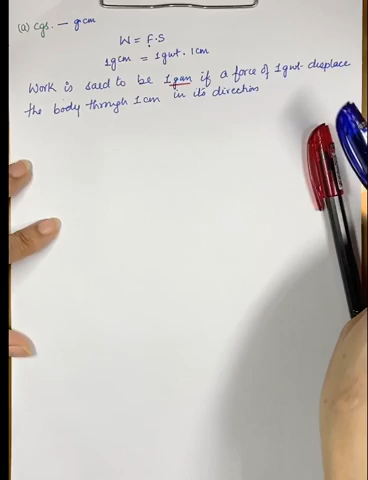 (a) cgs. — gcm
W = F.S
1gcm = 1gwt. 1cm
Work is said to be 1gcm if a force of 1gwt. displace
the body through 1cm in its direction